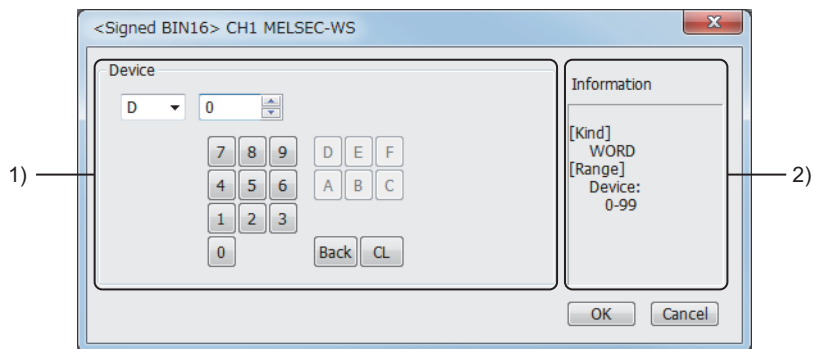 <Signed BIN16> CH1 MELSEC-WS
x
Device
D 0
7 8 9 D E F
4 5 6 A B C
1 2 3
0 Back CL
1)
Information
[Kind]
WORD
[Range]
Device:
0-99
2)
OK Cancel